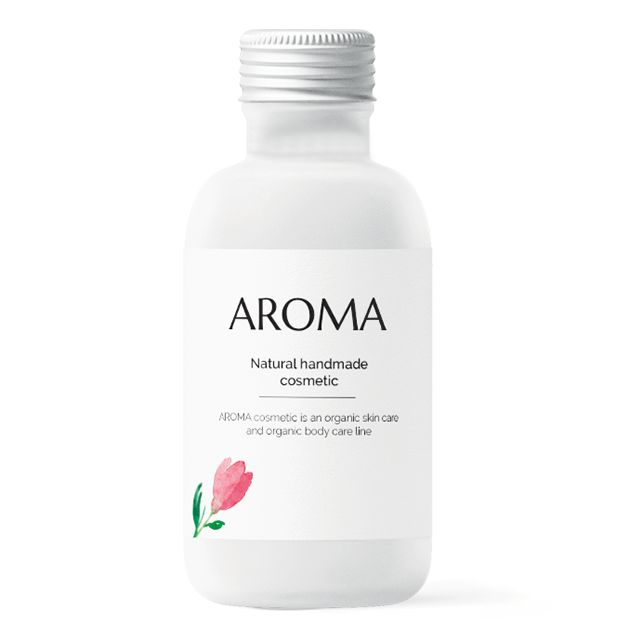 AROMA
Natural handmade
cosmetic
AROMA cosmetic is an organic skin care
and organic body care line